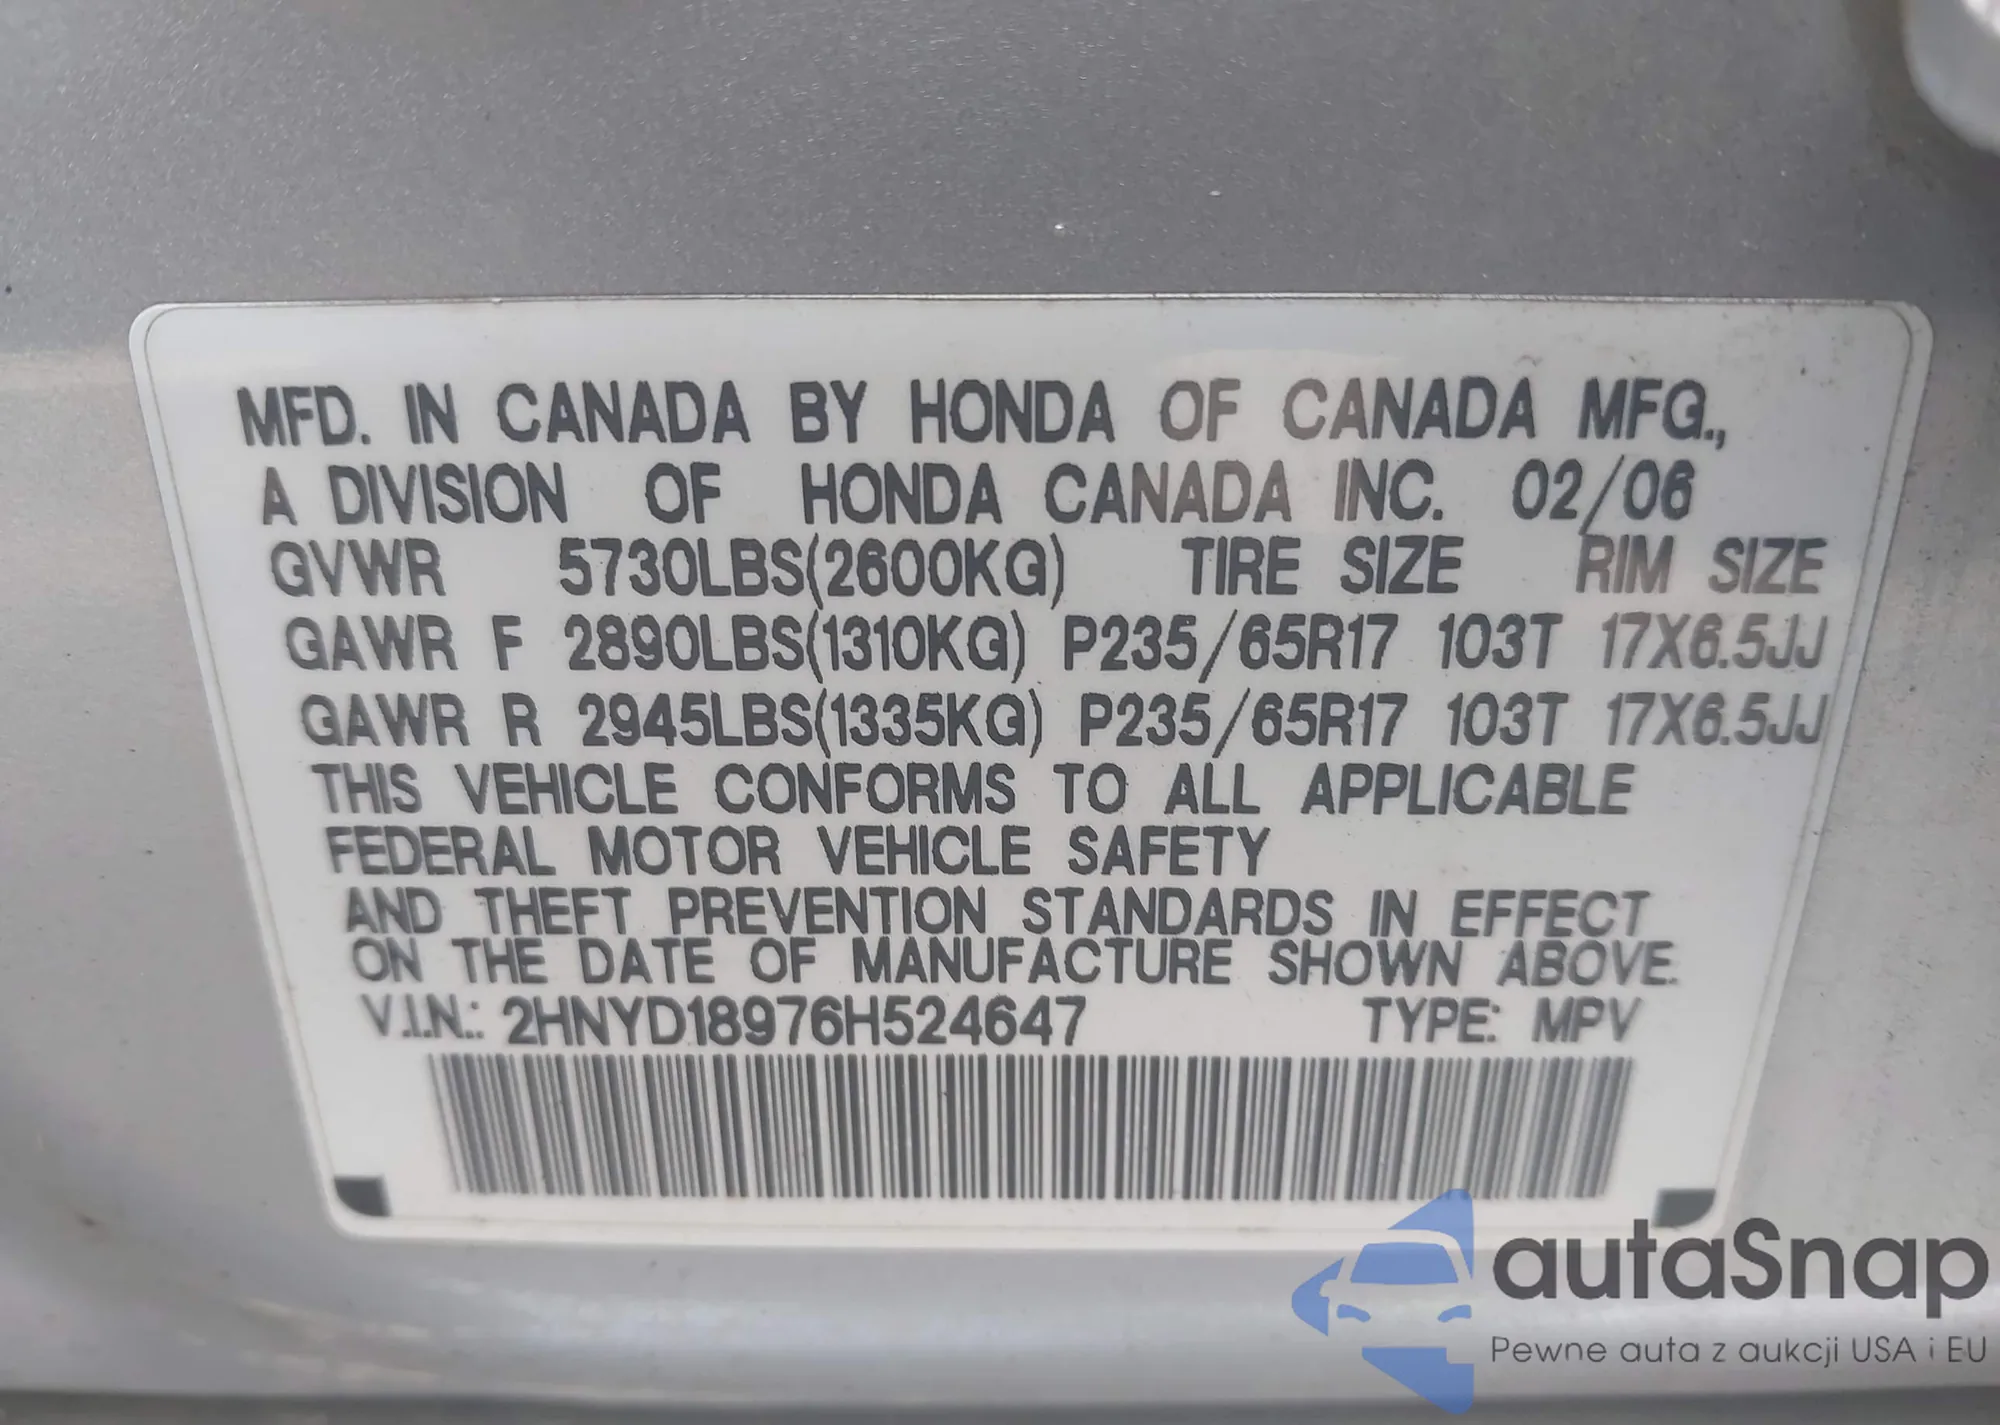 MFD. IN CANADA BY HONDA OF CANADA MFG.,
A DIVISION OF HONDA CANADA INC. 02/06
GVWR 5730LBS(2600KG) TIRE SIZE RIM SIZE
GAWR F 2890LBS(1310KG) P235/65R17 103T 17X6.5JJ
GAWR R 2945LBS(1335KG) P235/65R17 103T 17X6.5JJ
THIS VEHICLE CONFORMS TO ALL APPLICABLE
FEDERAL MOTOR VEHICLE SAFETY
AND THEFT PREVENTION STANDARDS IN EFFECT
ON THE DATE OF MANUFACTURE SHOWN ABOVE.
V.I.N.: 2HNYD18976H524647 TYPE: MPV
autaSnap
Pewne auta z aukcji USA i EU